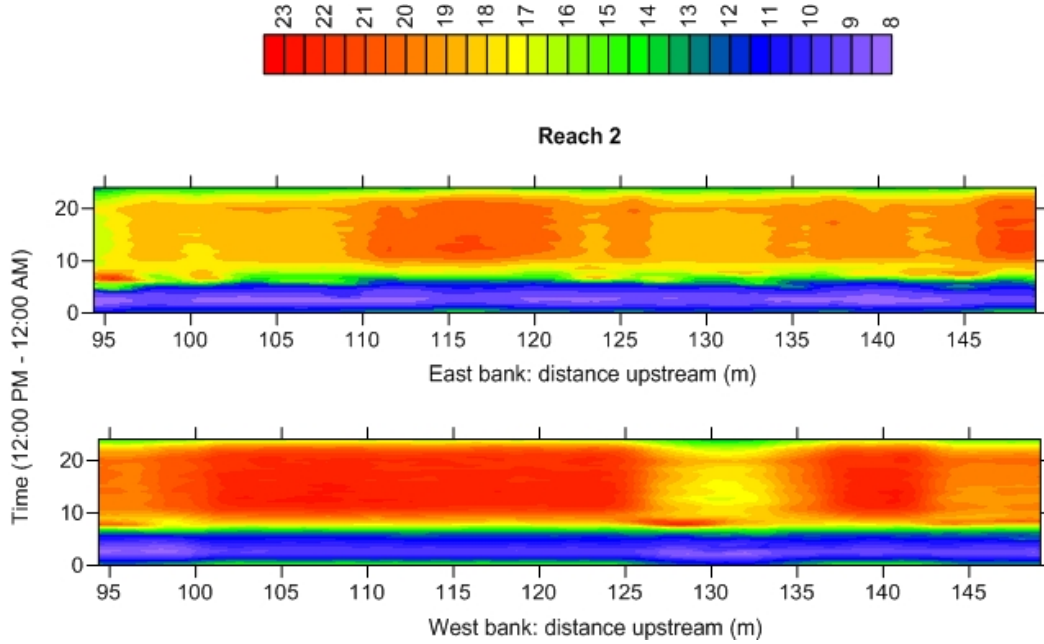 23 22 21 20 19 18 17 16 15 14 13 12 11 10 9 8
Reach 2
20
10
0
95 100 105 110 115 120 125 130 135 140 145
East bank: distance upstream (m)
Time (12:00 PM - 12:00 AM)
20
10
0
95 100 105 110 115 120 125 130 135 140 145
West bank: distance upstream (m)